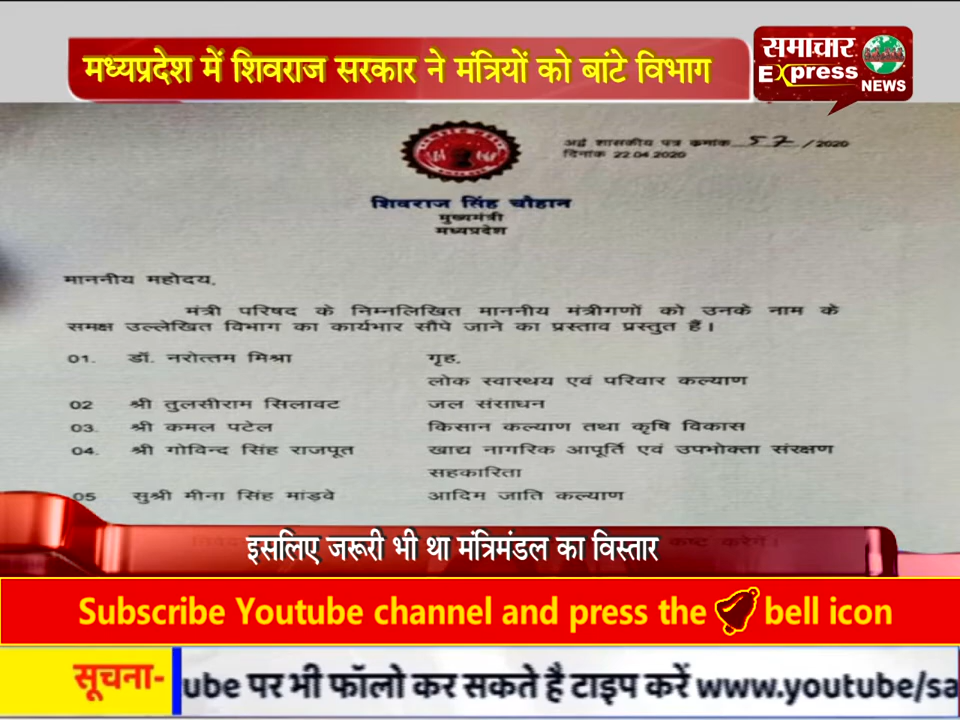 मध्यप्रदेश में शिवराज सरकार ने मंत्रियों को बांटे विभाग
समाचार
Express
NEWS
अर्द्ध शासकीय पत्र क्रमांक 57/2020
दिनांक 22.04.2020
शिवराज सिंह चौहान
मुख्यमंत्री
मध्यप्रदेश
माननीय महोदय,
मंत्री परिषद के निम्नलिखित माननीय मंत्रीगणों को उनके नाम के
समक्ष उल्लेखित विभाग का कार्यभार सौपे जाने का प्रस्ताव प्रस्तुत हैं।
01. डॉ. नरोत्तम मिश्रा गृह,
लोक स्वास्थय एवं परिवार कल्याण
02 श्री तुलसीराम सिलावट जल संसाधन
03. श्री कमल पटेल किसान कल्याण तथा कृषि विकास
04. श्री गोविन्द सिंह राजपूत खाद्य नागरिक आपूर्ति एवं उपभोक्ता संरक्षण
सहकारिता
05 सुश्री मीना सिंह मांडवे आदिम जाति कल्याण
कष्ट करेगें।
इसलिए जरूरी भी था मंत्रिमंडल का विस्तार
Subscribe Youtube channel and press the bell icon
सूचना- ube पर भी फॉलो कर सकते है टाइप करें www.youtube/sa